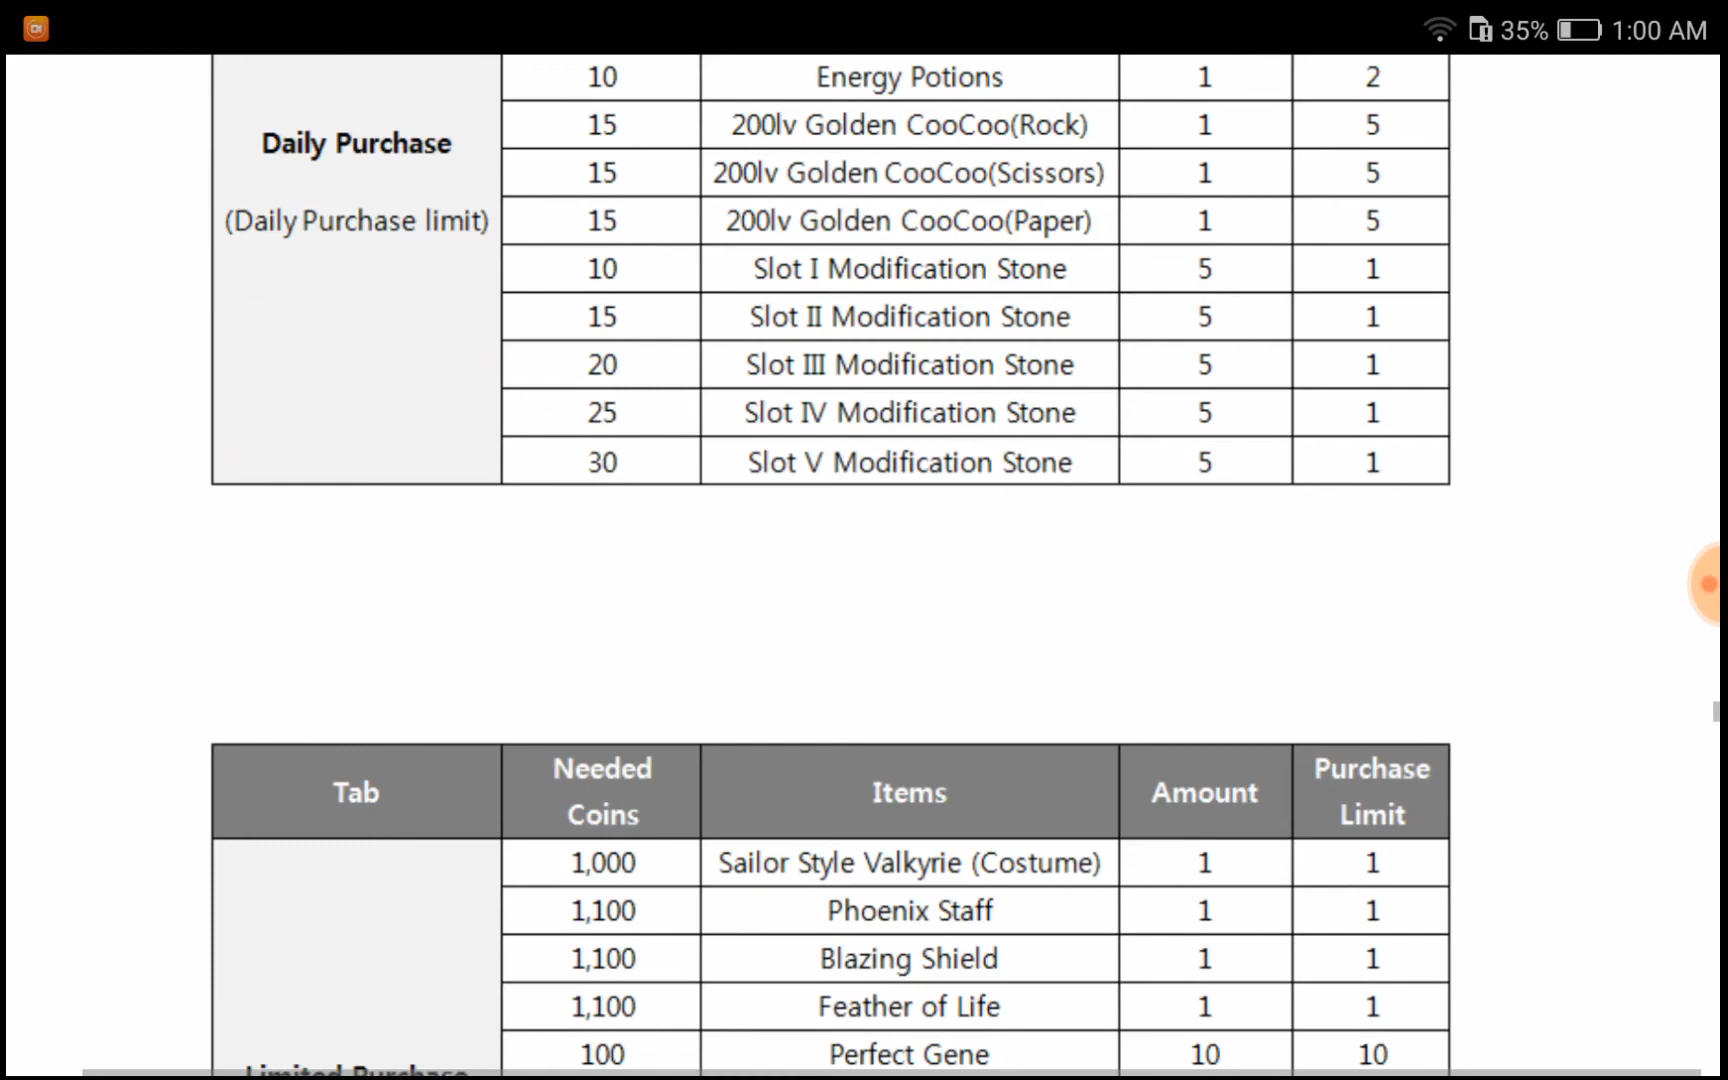 35% 1:00 AM
10 Energy Potions 1 2
Daily Purchase
(Daily Purchase limit)
15 200lv Golden CooCoo(Rock) 1 5
15 200lv Golden CooCoo(Scissors) 1 5
15 200lv Golden CooCoo(Paper) 1 5
10 Slot I Modification Stone 5 1
15 Slot II Modification Stone 5 1
20 Slot III Modification Stone 5 1
25 Slot IV Modification Stone 5 1
30 Slot V Modification Stone 5 1
Tab Needed Coins Items Amount Purchase Limit
1,000 Sailor Style Valkyrie (Costume) 1 1
1,100 Phoenix Staff 1 1
1,100 Blazing Shield 1 1
1,100 Feather of Life 1 1
100 Perfect Gene 10 10
Limited Purchase